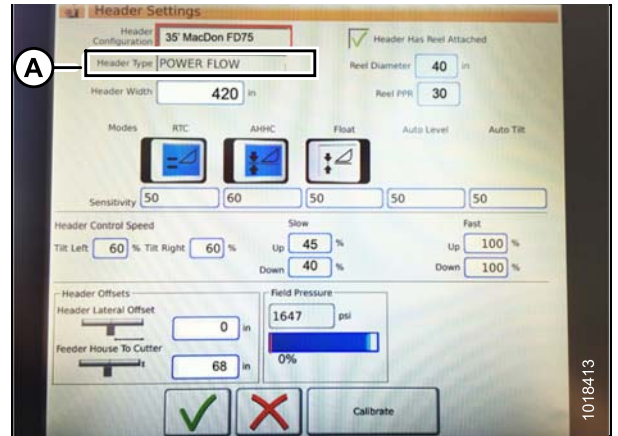 Header Settings
Header Configuration 35' MacDon FD75 Header Has Reel Attached
A Header Type POWER FLOW Reel Diameter 40 in
Header Width 420 in Reel PPR 30
Modes RTC AHHC Float Auto Level Auto Tilt
Sensitivity 50 60 50 50 50
Header Control Speed Slow Fast
Tilt Left 60 % Tilt Right 60 % Up 45 % Up 100 %
Down 40 % Down 100 %
Header Offsets Field Pressure
Header Lateral Offset 1647 psi
0 in
Feeder House To Cutter 0%
68 in
Calibrate
1018413